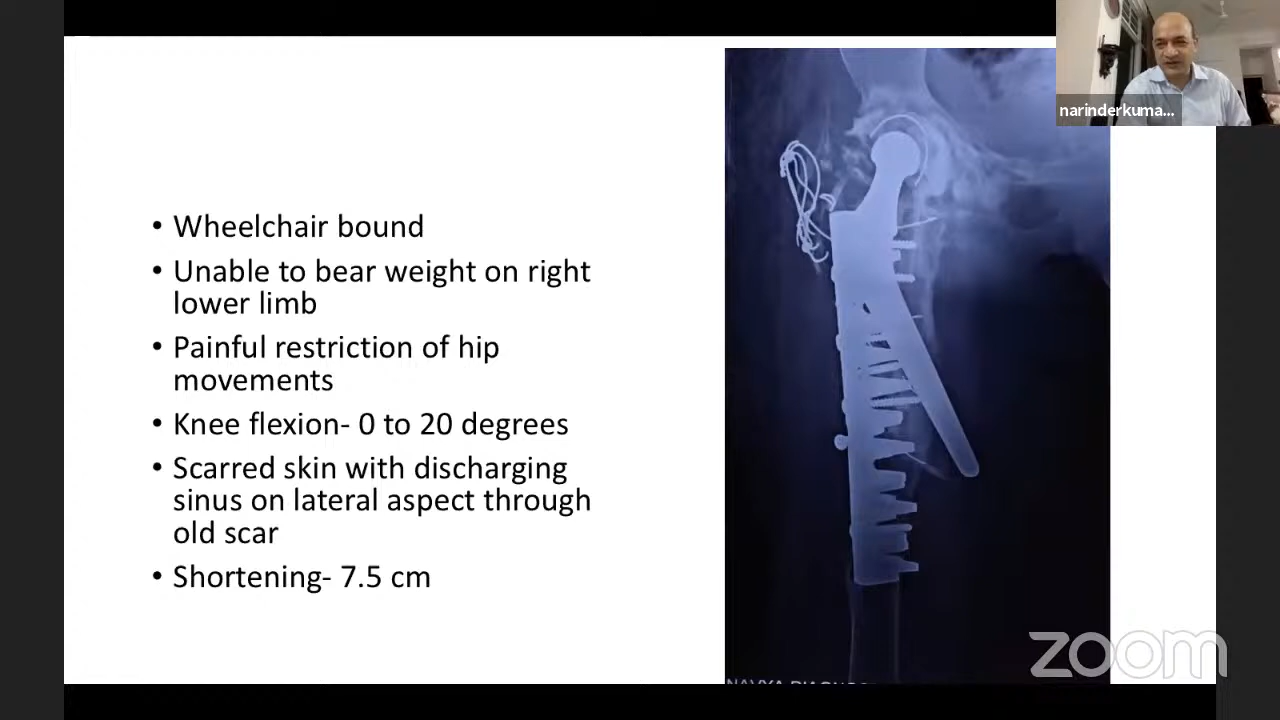 narinderkuma...
• Wheelchair bound
• Unable to bear weight on right
lower limb
• Painful restriction of hip
movements
• Knee flexion- 0 to 20 degrees
• Scarred skin with discharging
sinus on lateral aspect through
old scar
• Shortening- 7.5 cm
zoom